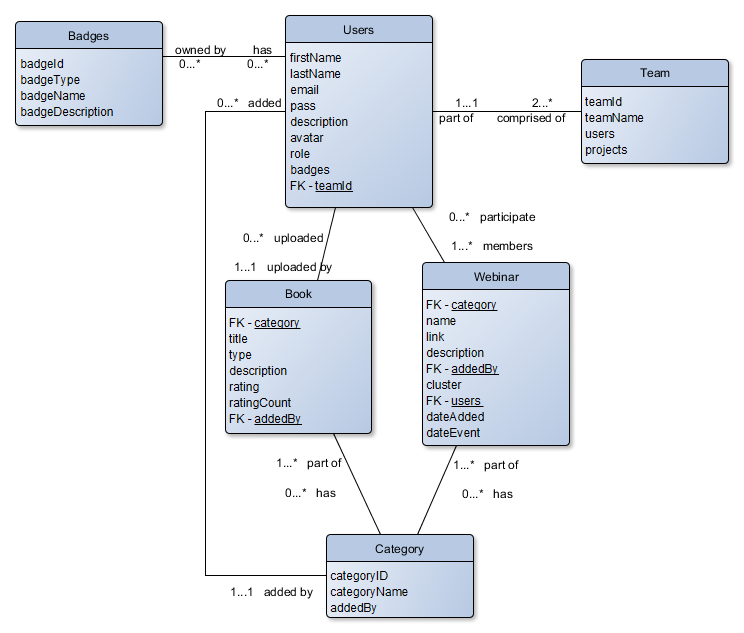 Badges
badgeId
badgeType
badgeName
badgeDescription
owned by has
0...* 0...*
Users
firstName
lastName
email
pass
description
avatar
role
badges
FK - teamId
0...* added
1...1 2...*
part of comprised of
Team
teamId
teamName
users
projects
0...* uploaded
1...1 uploaded by
0...* participate
1...* members
Book
FK - category
title
type
description
rating
ratingCount
FK - addedBy
Webinar
FK - category
name
link
description
FK - addedBy
cluster
FK - users
dateAdded
dateEvent
1...* part of
0...* has
1...* part of
0...* has
Category
categoryID
categoryName
addedBy
1...1 added by